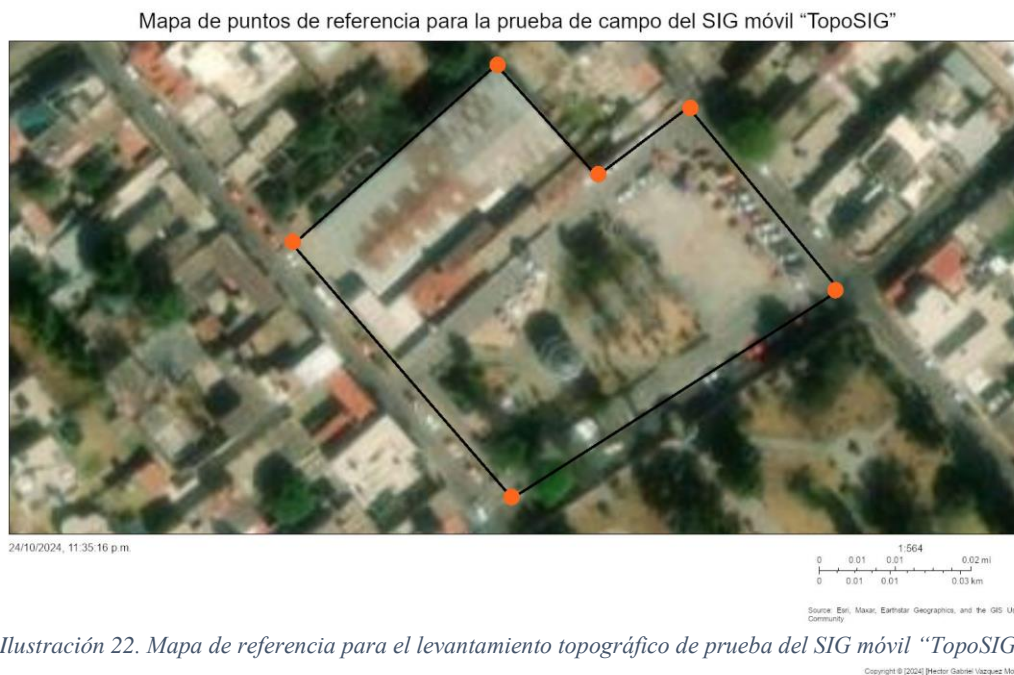 Mapa de puntos de referencia para la prueba de campo del SIG móvil “TopoSIG”
24/10/2024, 11:35:16 p.m.
1:564
0 0.01 0.01 0.02 mi
0 0.01 0.01 0.03 km
Source: Esri, Maxar, Earthstar Geographics, and the GIS
Community
Ilustración 22. Mapa de referencia para el levantamiento topográfico de prueba del SIG móvil “TopoSIG
Copyright © [2024] [Hector Gabriel Vazquez